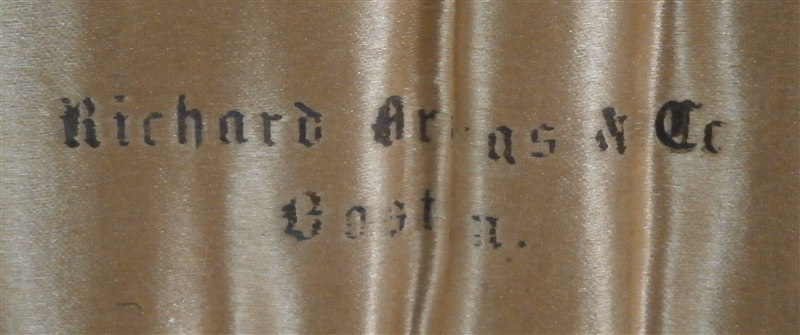 Richard & Co
Boston.